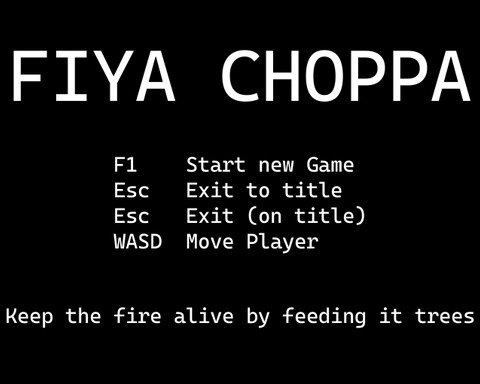 FIYA CHOPPA
F1 Start new Game
Esc Exit to title
Esc Exit (on title)
WASD Move Player
Keep the fire alive by feeding it trees